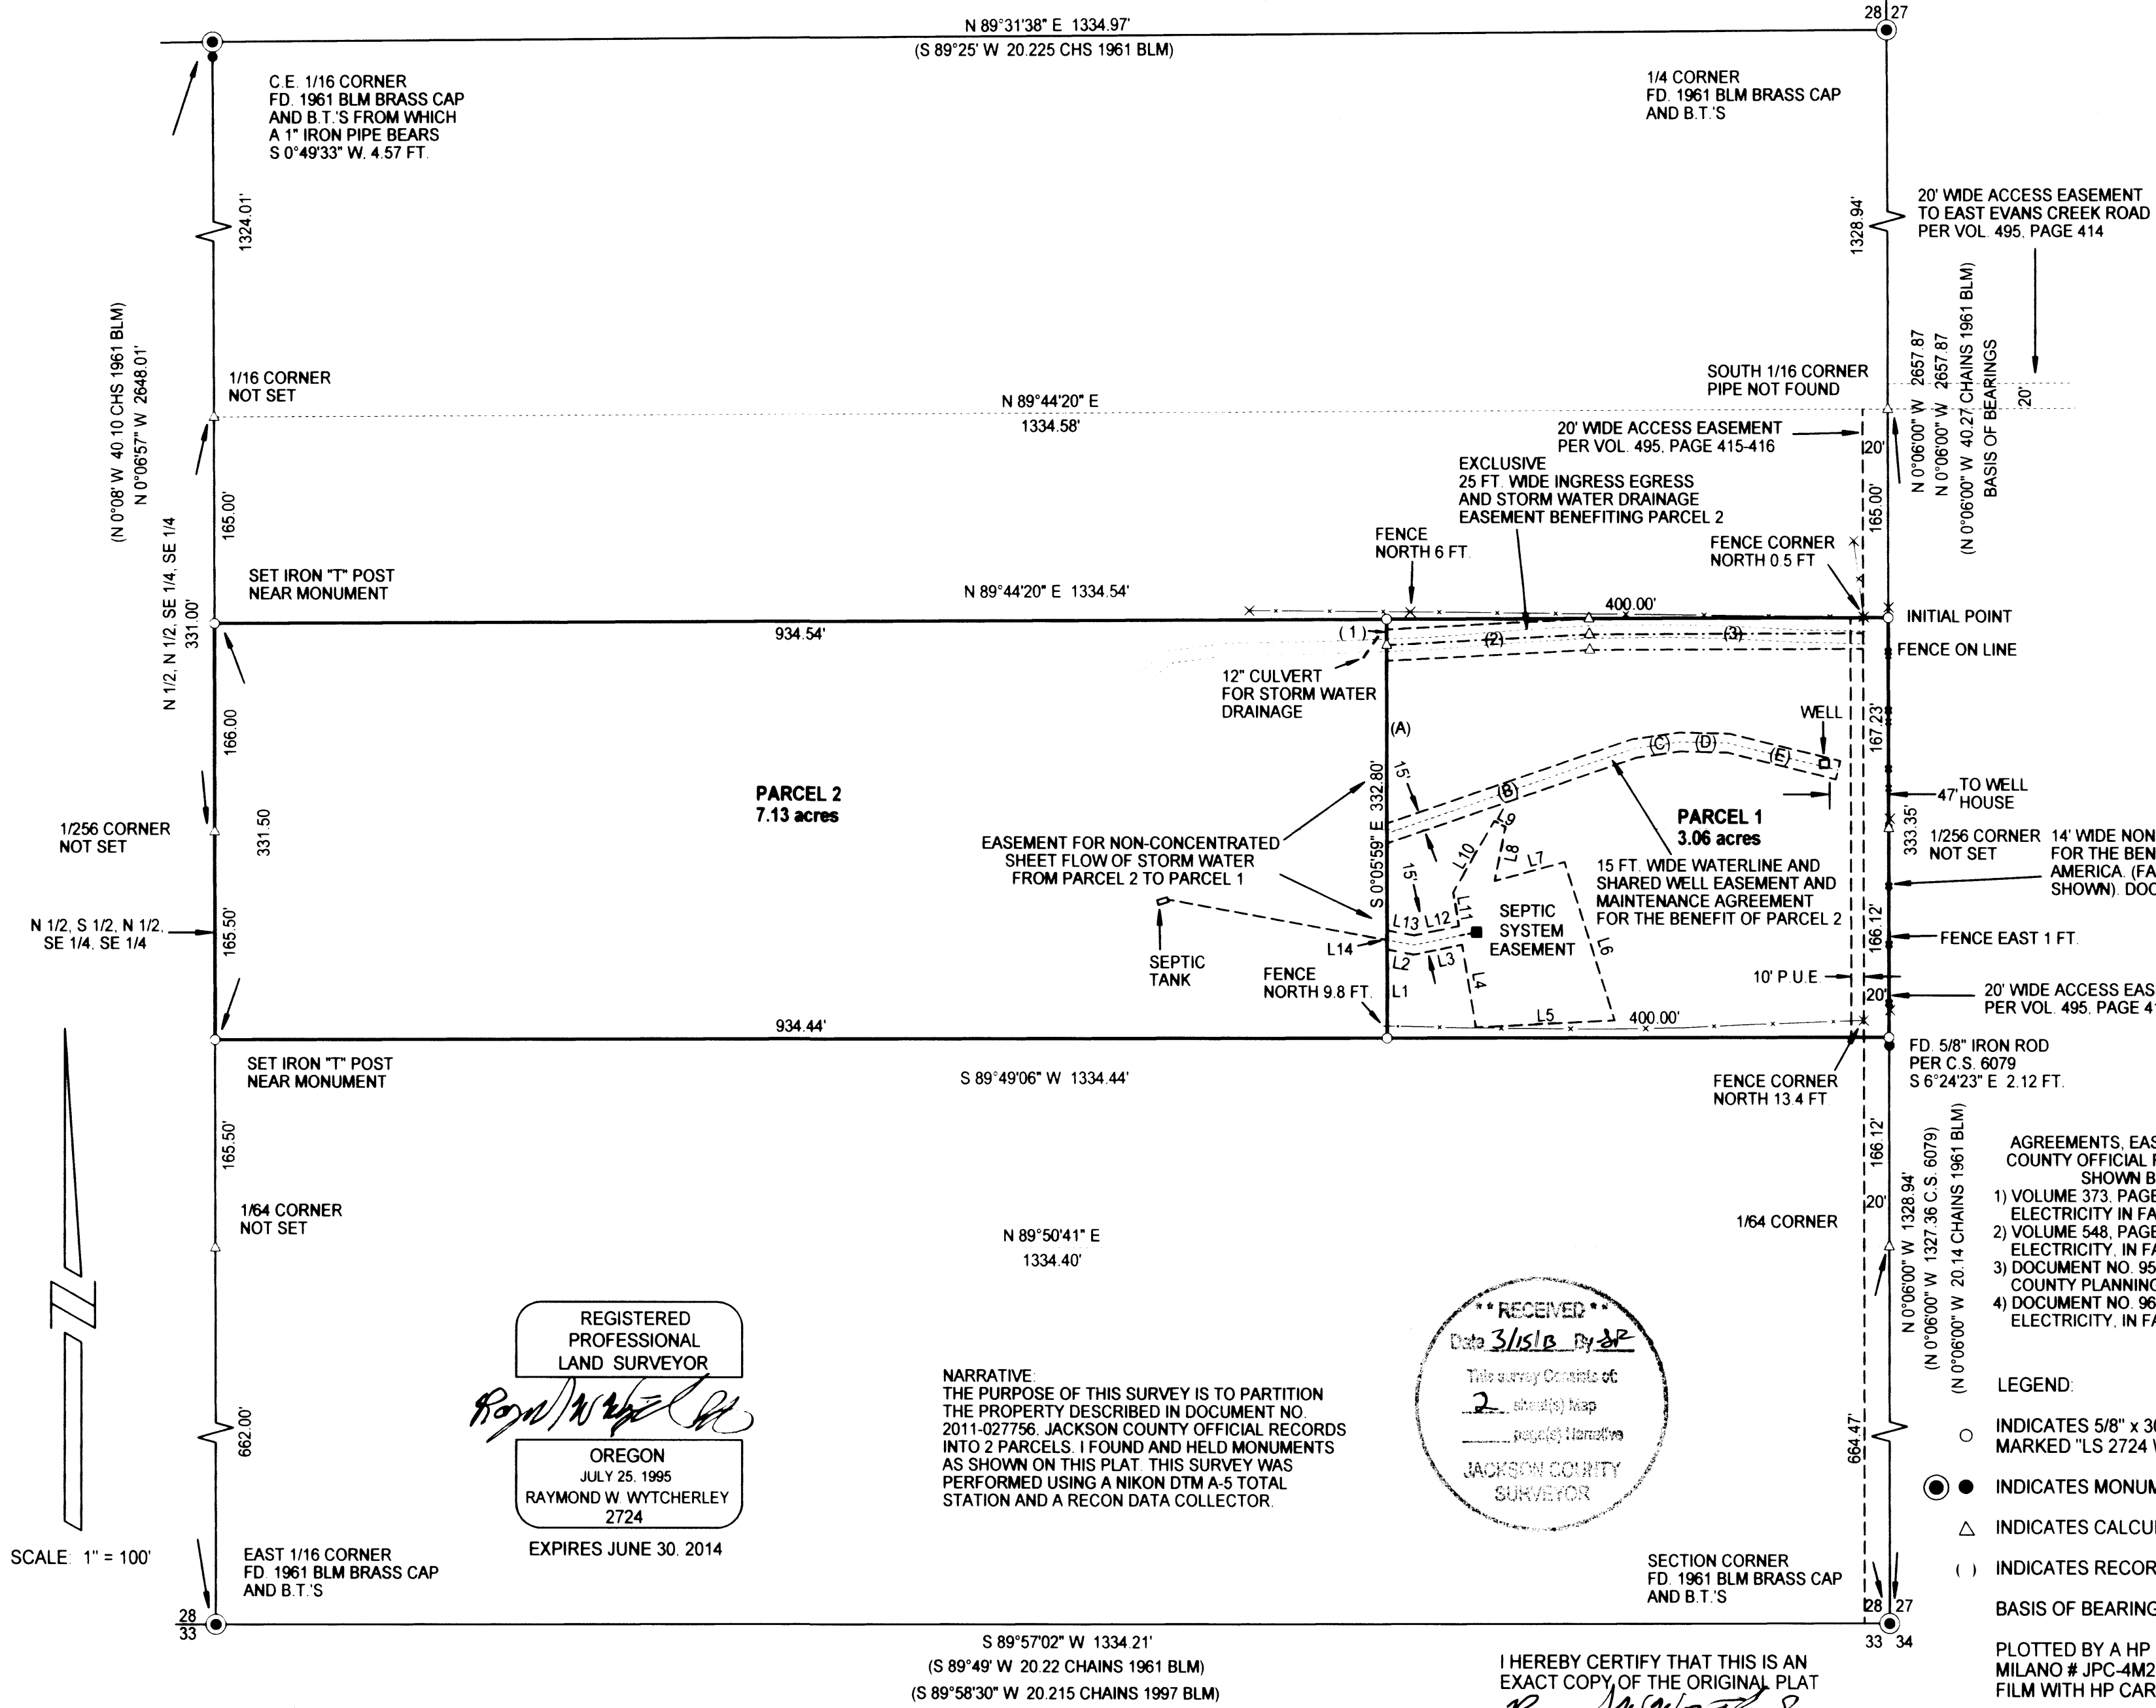 N 89°31'38" E 1334.97'
(S 89°25' W 20.225 CHS 1961 BLM)
28 27
C.E. 1/16 CORNER
FD. 1961 BLM BRASS CAP
AND B.T.'S FROM WHICH
A 1" IRON PIPE BEARS
S 0°49'33" W, 4.57 FT.
1/4 CORNER
FD. 1961 BLM BRASS CAP
AND B.T.'S
1324.01'
1328.94'
20' WIDE ACCESS EASEMENT
TO EAST EVANS CREEK ROAD
PER VOL. 495, PAGE 414
(N 0°08' W 40.10 CHS 1961 BLM)
N 0°06'57" W 2648.01'
N 0°06'00" W 2657.87
N 0°06'00" W 2657.87
(N 0°06'00" W 40.27 CHAINS 1961 BLM)
BASIS OF BEARINGS
20'
1/16 CORNER
NOT SET
SOUTH 1/16 CORNER
PIPE NOT FOUND
N 89°44'20" E
1334.58'
20' WIDE ACCESS EASEMENT
PER VOL. 495, PAGE 415-416
20'
EXCLUSIVE
25 FT. WIDE INGRESS EGRESS
AND STORM WATER DRAINAGE
EASEMENT BENEFITING PARCEL 2
165.00'
165.00'
FENCE
NORTH 6 FT.
FENCE CORNER
NORTH 0.5 FT
N 1/2, N 1/2, SE 1/4, SE 1/4
331.00'
SET IRON "T" POST
NEAR MONUMENT
N 89°44'20" E 1334.54'
400.00'
INITIAL POINT
934.54'
(1)
(2)
(3)
FENCE ON LINE
12" CULVERT
FOR STORM WATER
DRAINAGE
166.00
(A)
WELL
167.23'
(C)
(D)
(E)
15'
(B)
331.50
PARCEL 2
7.13 acres
S 0°05'59" E 332.80'
PARCEL 1
3.06 acres
47' TO WELL
HOUSE
333.35'
1/256 CORNER
NOT SET
1/256 CORNER
NOT SET
14' WIDE NON
FOR THE BEN
AMERICA. (FA
SHOWN). DOC
EASEMENT FOR NON-CONCENTRATED
SHEET FLOW OF STORM WATER
FROM PARCEL 2 TO PARCEL 1
L9
L10
L8
L7
15 FT. WIDE WATERLINE AND
SHARED WELL EASEMENT AND
MAINTENANCE AGREEMENT
FOR THE BENEFIT OF PARCEL 2
15'
L11
L13
L12
SEPTIC
SYSTEM
EASEMENT
L6
N 1/2, S 1/2, N 1/2,
SE 1/4, SE 1/4
165.50'
166.12'
FENCE EAST 1 FT.
L14
SEPTIC
TANK
L2
L3
L4
L1
FENCE
NORTH 9.8 FT.
10' P.U.E.
20'
20' WIDE ACCESS EAS
PER VOL. 495, PAGE 41
L5
400.00'
934.44'
SET IRON "T" POST
NEAR MONUMENT
S 89°49'06" W 1334.44'
FD. 5/8" IRON ROD
PER C.S. 6079
S 6°24'23" E 2.12 FT.
FENCE CORNER
NORTH 13.4 FT.
165.50'
166.12'
20'
N 0°06'00" W 1328.94'
(N 0°06'00" W 1327.36 C.S. 6079)
(N 0°06'00" W 20.14 CHAINS 1961 BLM)
AGREEMENTS, EAS
COUNTY OFFICIAL R
SHOWN B
1) VOLUME 373, PAGE
ELECTRICITY IN FA
2) VOLUME 548, PAGE
ELECTRICITY, IN FA
3) DOCUMENT NO. 95
COUNTY PLANNING
4) DOCUMENT NO. 96
ELECTRICITY, IN FA
1/64 CORNER
NOT SET
1/64 CORNER
N 89°50'41" E
1334.40'
REGISTERED
PROFESSIONAL
LAND SURVEYOR
OREGON
JULY 25, 1995
RAYMOND W. WYTCHERLEY
2724
EXPIRES JUNE 30, 2014
NARRATIVE:
THE PURPOSE OF THIS SURVEY IS TO PARTITION
THE PROPERTY DESCRIBED IN DOCUMENT NO.
2011-027756, JACKSON COUNTY OFFICIAL RECORDS
INTO 2 PARCELS. I FOUND AND HELD MONUMENTS
AS SHOWN ON THIS PLAT. THIS SURVEY WAS
PERFORMED USING A NIKON DTM A-5 TOTAL
STATION AND A RECON DATA COLLECTOR.
** RECEIVED **
Date 3/15/13 By
This survey Consists of:
2 sheet(s) Map
page(s) Narrative
JACKSON COUNTY
SURVEYOR
662.00'
664.47'
LEGEND:
INDICATES 5/8" x 30
MARKED "LS 2724 W
INDICATES MONUM
INDICATES CALCUL
( ) INDICATES RECOR
BASIS OF BEARING
PLOTTED BY A HP
MILANO # JPC-4M2
FILM WITH HP CAR
SCALE: 1" = 100'
EAST 1/16 CORNER
FD. 1961 BLM BRASS CAP
AND B.T.'S
SECTION CORNER
FD. 1961 BLM BRASS CAP
AND B.T.'S
28
33
28 27
33 34
S 89°57'02" W 1334.21'
(S 89°49' W 20.22 CHAINS 1961 BLM)
(S 89°58'30" W 20.215 CHAINS 1997 BLM)
I HEREBY CERTIFY THAT THIS IS AN
EXACT COPY OF THE ORIGINAL PLAT